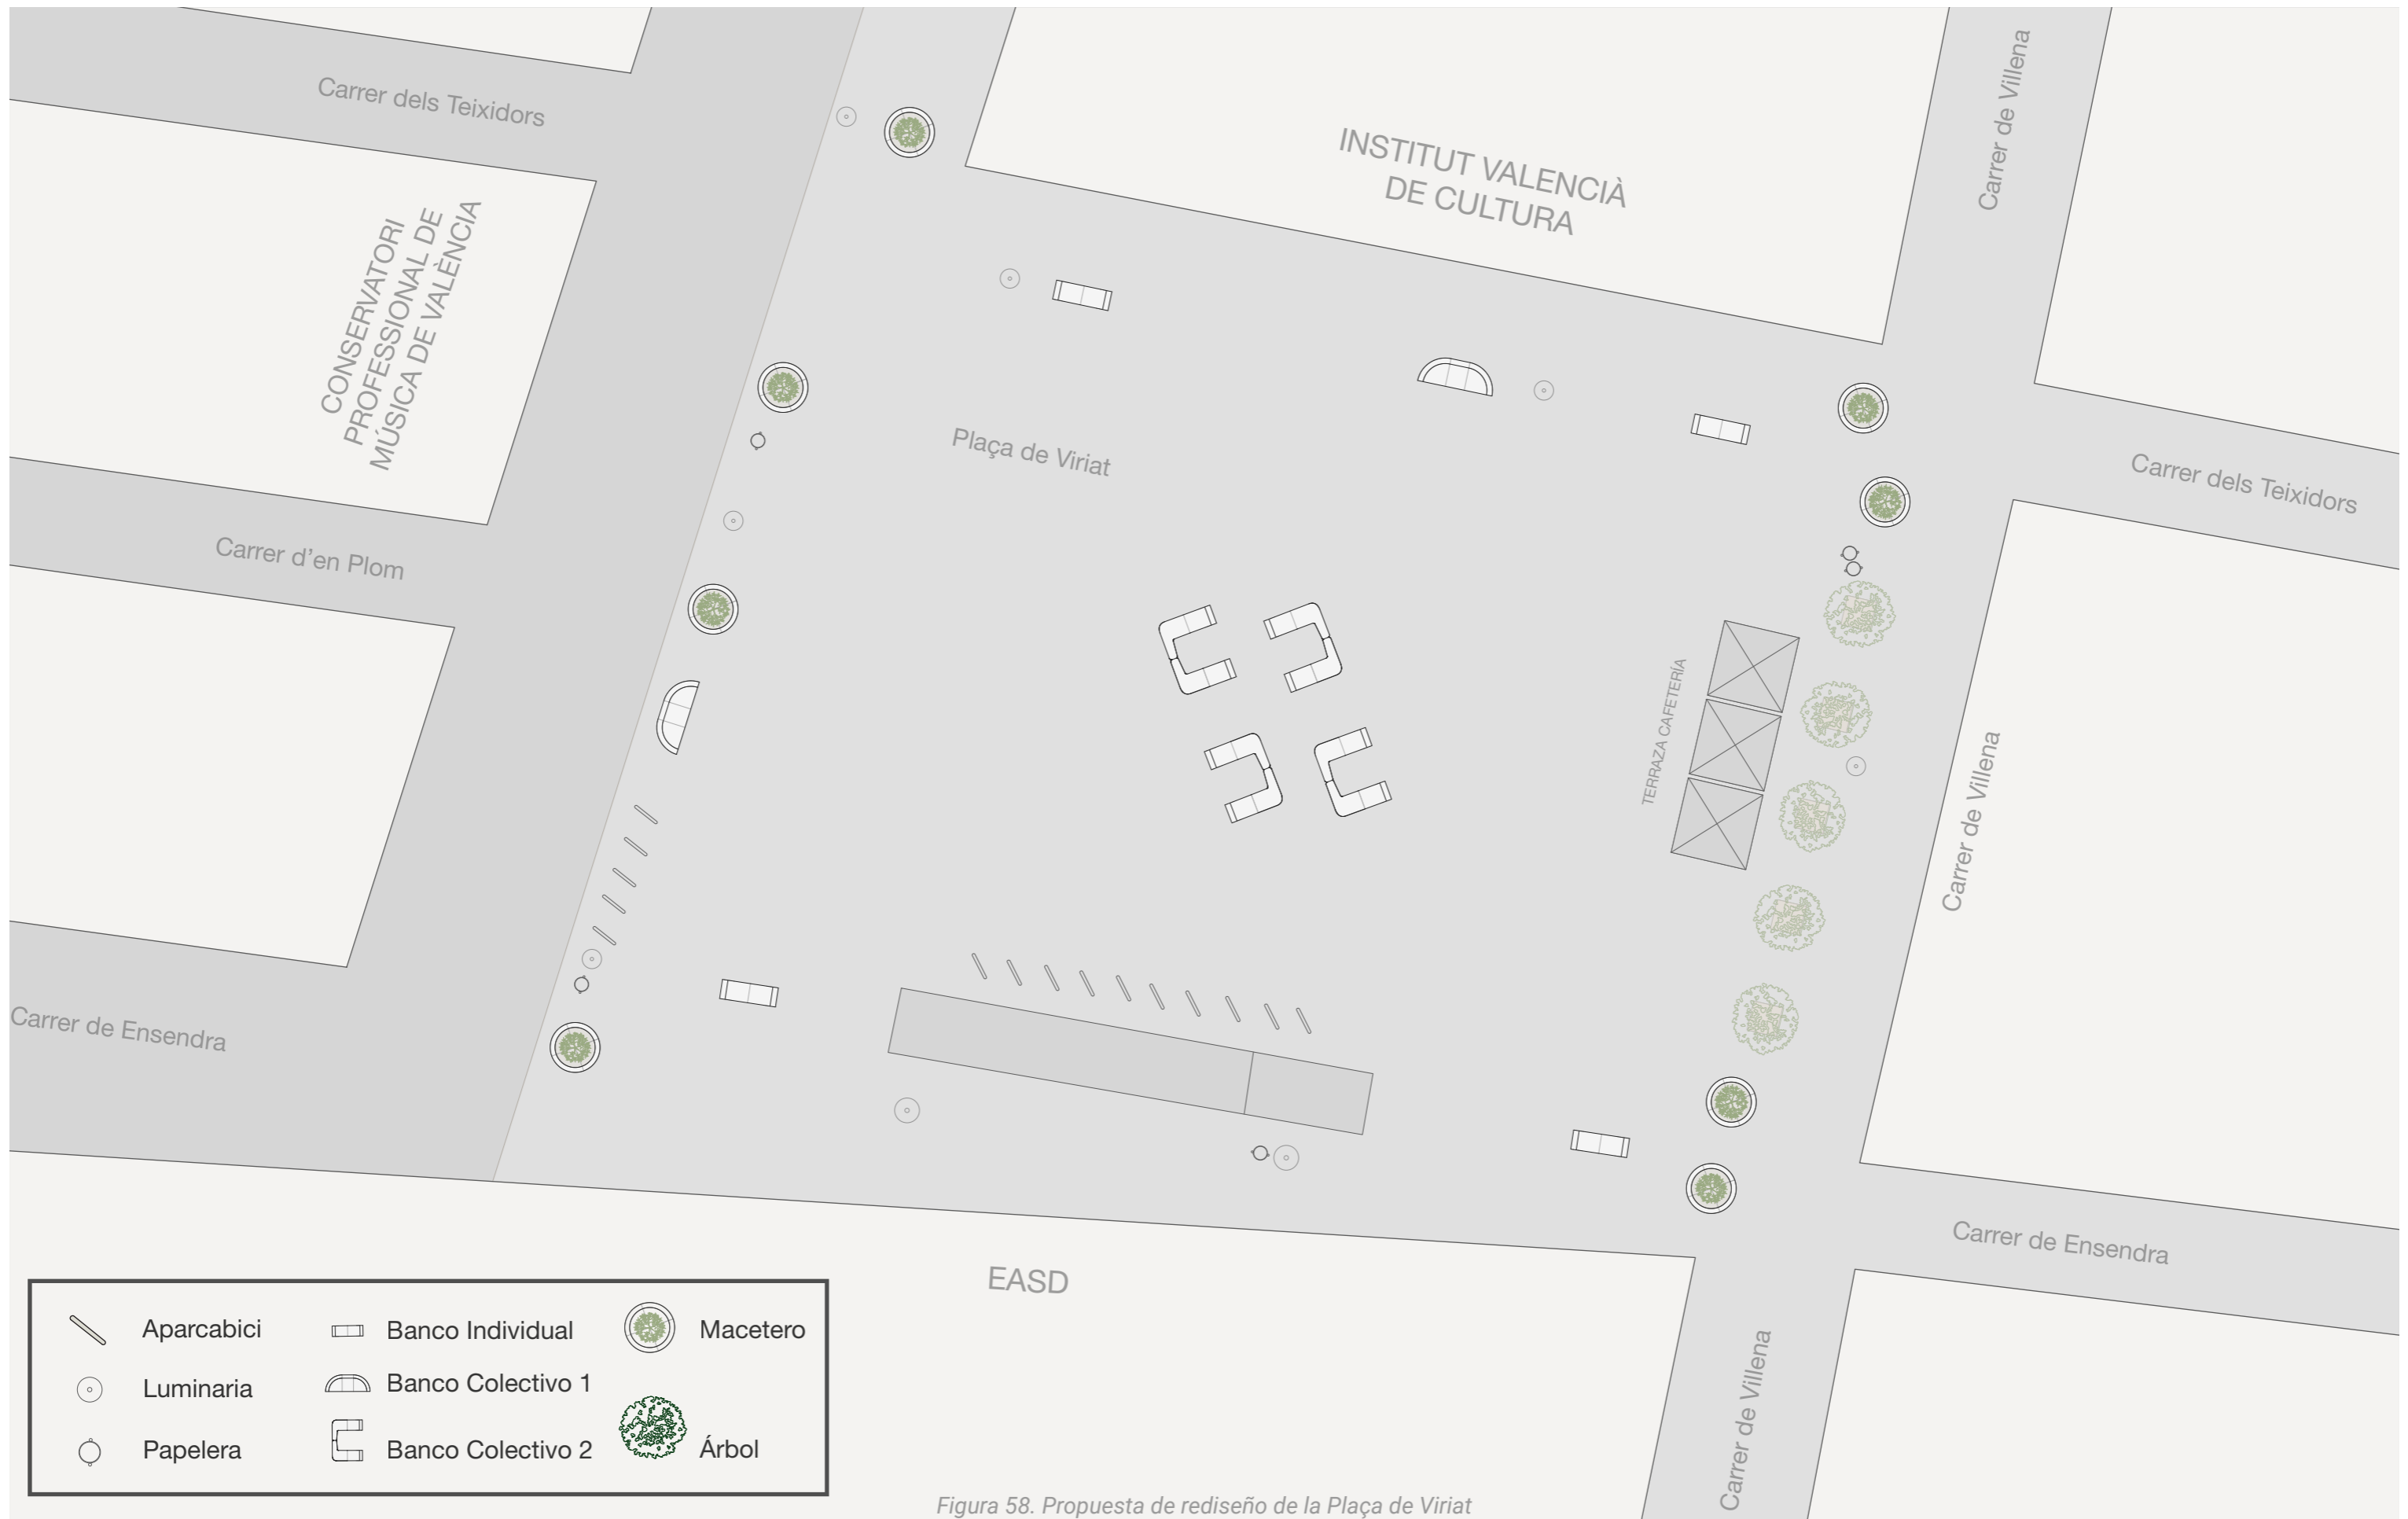 Carrer dels Teixidors
Carrer de Villena
INSTITUT VALENCIÀ
DE CULTURA
CONSERVATORI
PROFESSIONAL DE
MÚSICA DE VALÈNCIA
Plaça de Viriat
Carrer dels Teixidors
Carrer d’en Plom
TERRAZA CAFETERÍA
Carrer de Villena
Carrer de Ensendra
Carrer de Ensendra
EASD
Carrer de Villena
Aparcabici
Luminaria
Papelera
Banco Individual
Banco Colectivo 1
Banco Colectivo 2
Macetero
Árbol
Figura 58. Propuesta de rediseño de la Plaça de Viriat